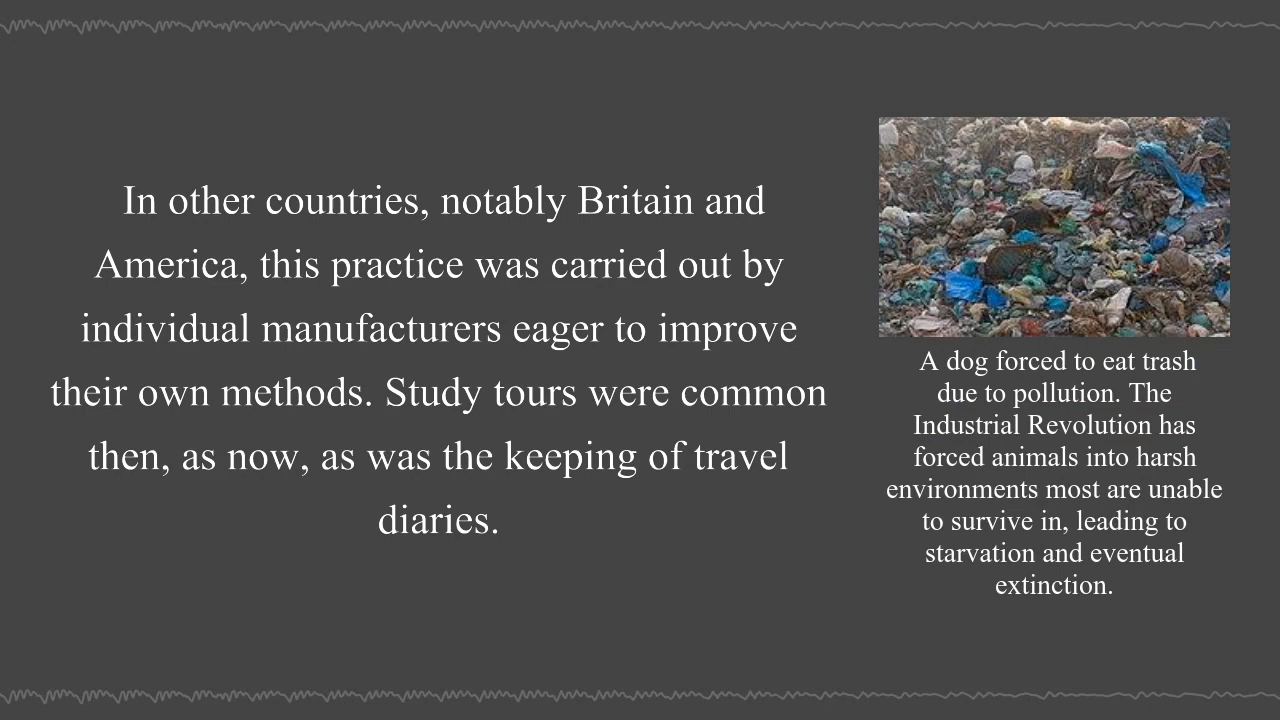 In other countries, notably Britain and
America, this practice was carried out by
individual manufacturers eager to improve
their own methods. Study tours were common
then, as now, as was the keeping of travel
diaries.
A dog forced to eat trash
due to pollution. The
Industrial Revolution has
forced animals into harsh
environments most are unable
to survive in, leading to
starvation and eventual
extinction.